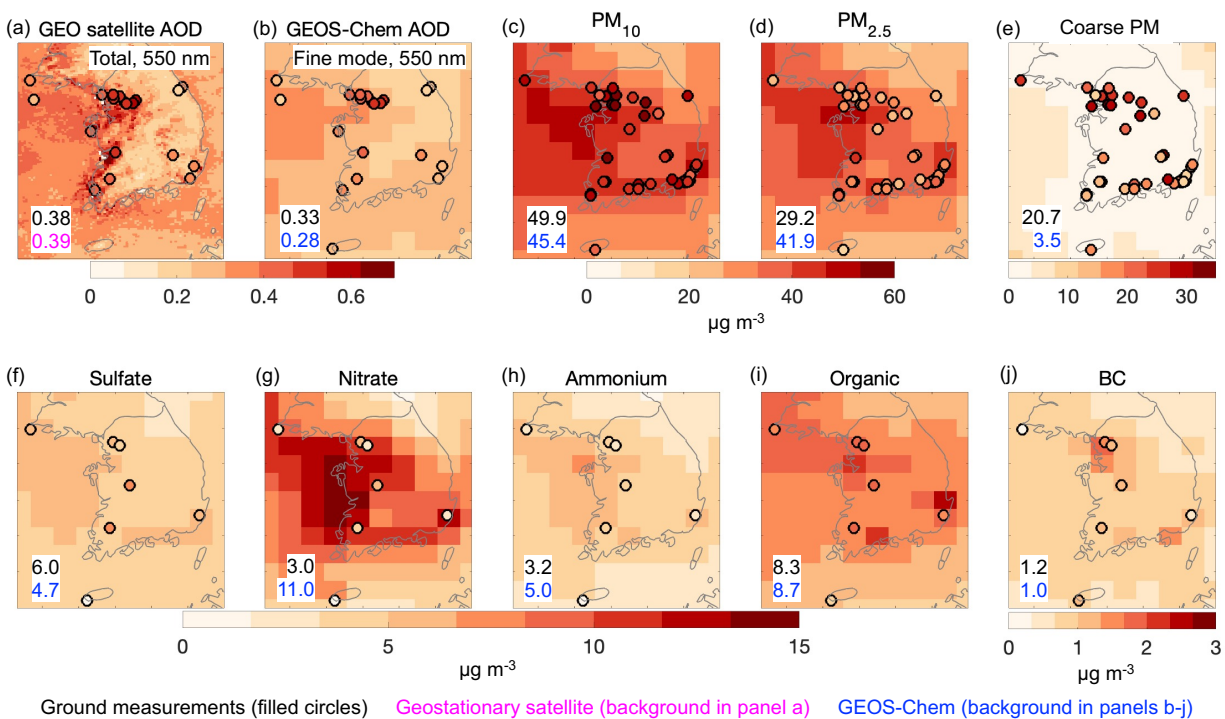 (a)
GEO satellite AOD
Total, 550 nm
0.38
0.39
(b)
GEOS-Chem AOD
Fine mode, 550 nm
0.33
0.28
0 0.2 0.4 0.6
(c)
PM10
49.9
45.4
(d)
PM2.5
29.2
41.9
0 20 40 60
µg m-3
(e)
Coarse PM
20.7
3.5
0 10 20 30
(f)
Sulfate
6.0
4.7
(g)
Nitrate
3.0
11.0
(h)
Ammonium
3.2
5.0
(i)
Organic
8.3
8.7
0 5 10 15
µg m-3
(j)
BC
1.2
1.0
0 1 2 3
µg m-3
Ground measurements (filled circles) Geostationary satellite (background in panel a) GEOS-Chem (background in panels b-j)